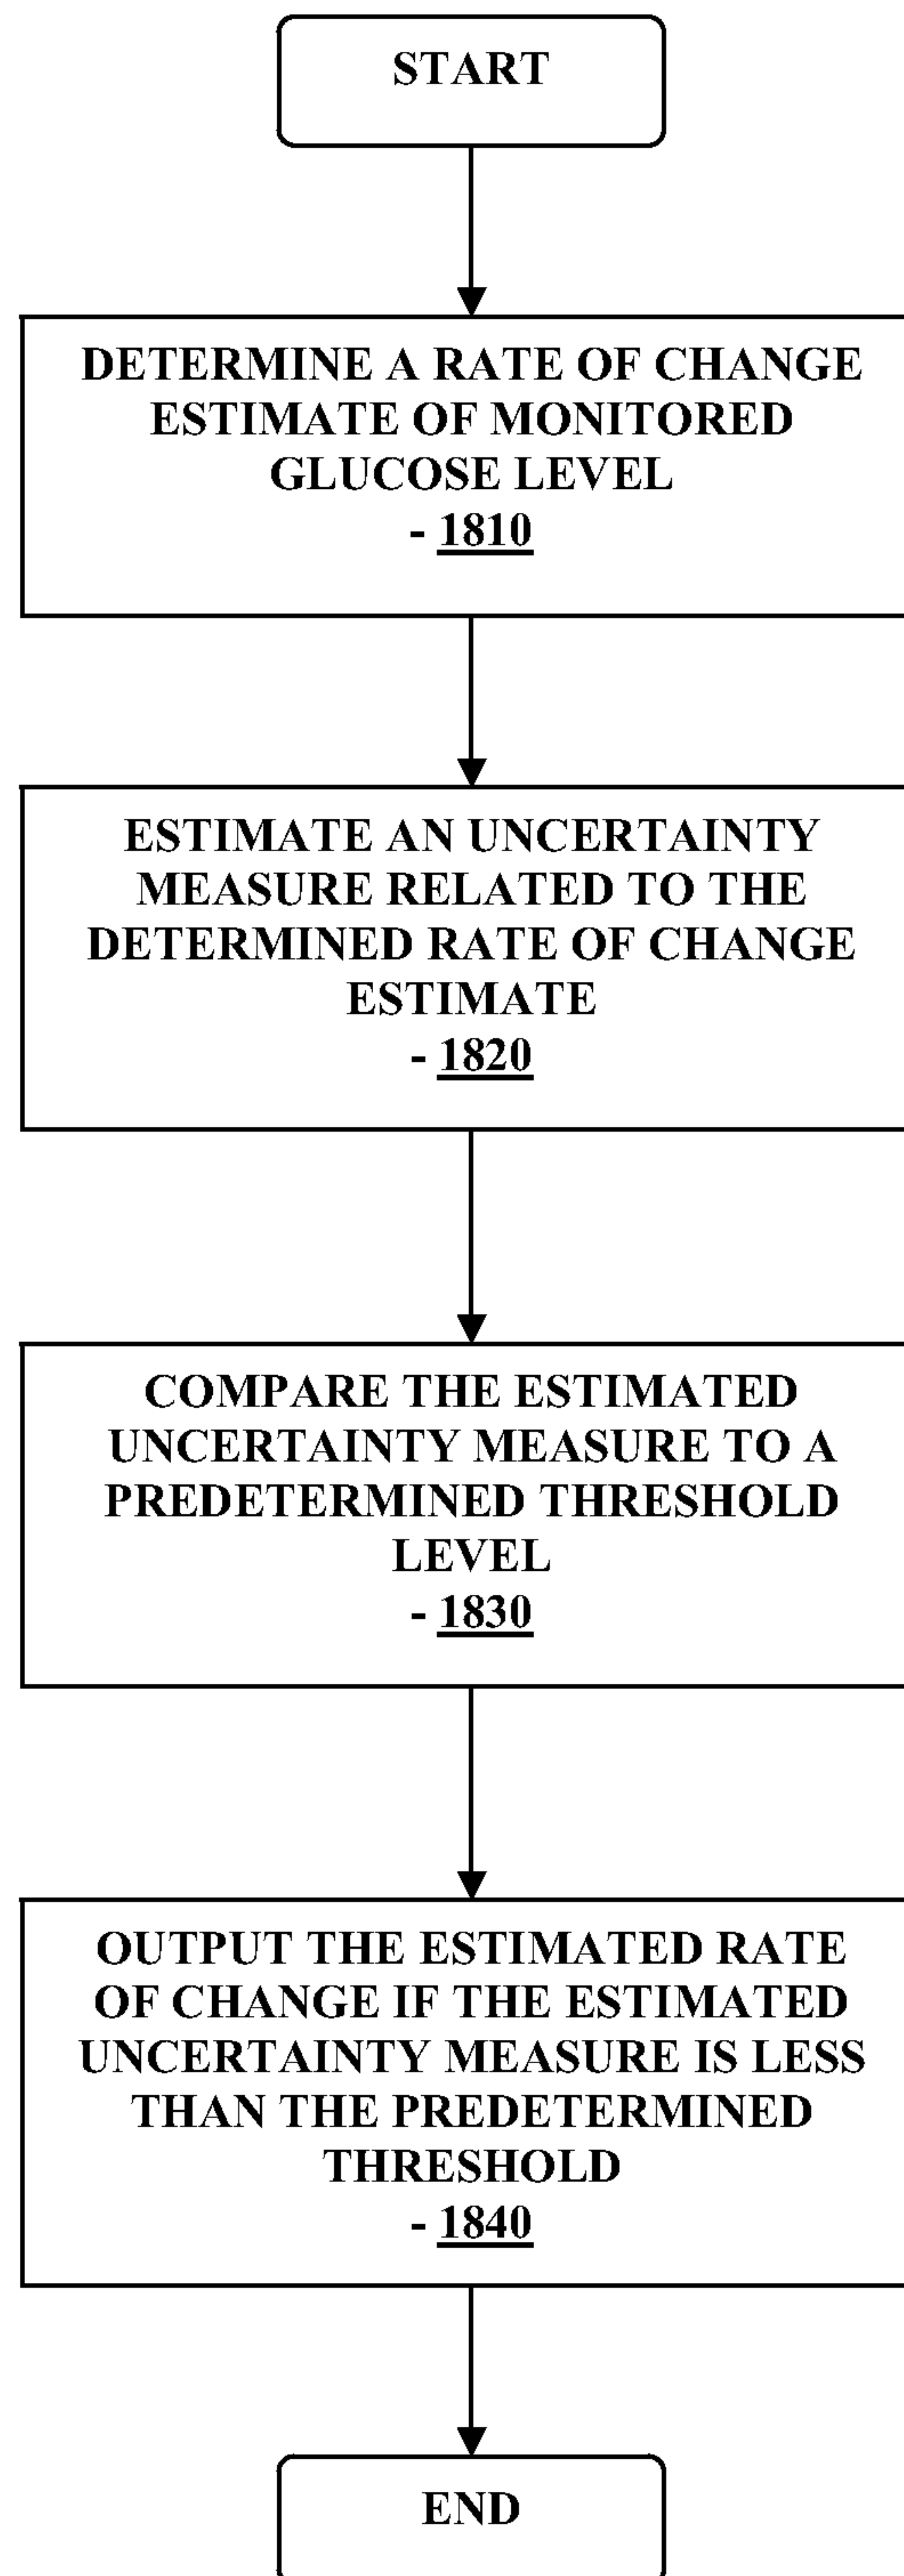 START
DETERMINE A RATE OF CHANGE
ESTIMATE OF MONITORED
GLUCOSE LEVEL
- 1810
ESTIMATE AN UNCERTAINTY
MEASURE RELATED TO THE
DETERMINED RATE OF CHANGE
ESTIMATE
- 1820
COMPARE THE ESTIMATED
UNCERTAINTY MEASURE TO A
PREDETERMINED THRESHOLD
LEVEL
- 1830
OUTPUT THE ESTIMATED RATE
OF CHANGE IF THE ESTIMATED
UNCERTAINTY MEASURE IS LESS
THAN THE PREDETERMINED
THRESHOLD
- 1840
END